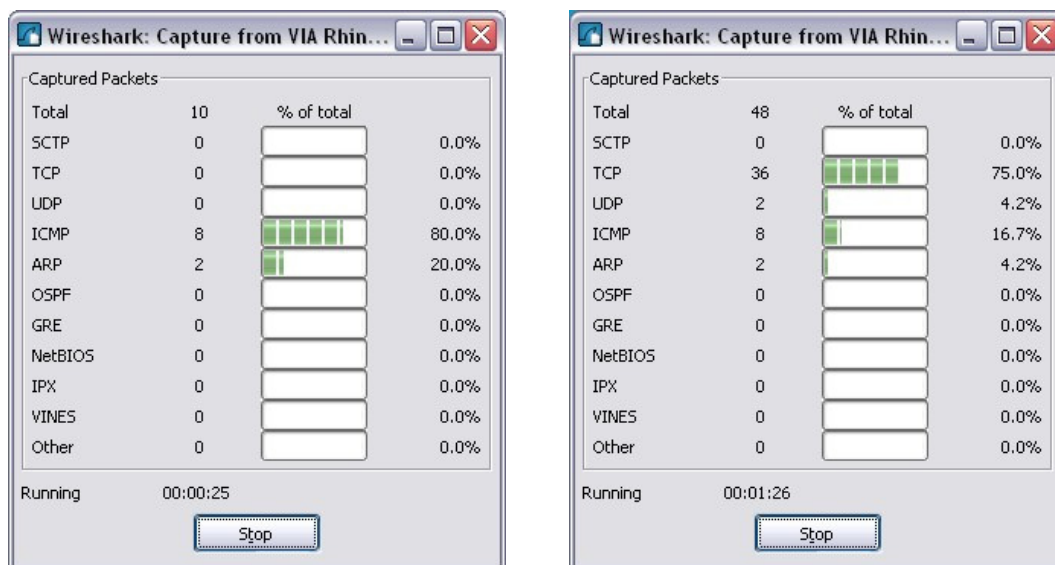 Wireshark: Capture from VIA Rhin...
Captured Packets
Total 10 % of total
SCTP 0 0.0%
TCP 0 0.0%
UDP 0 0.0%
ICMP 8 80.0%
ARP 2 20.0%
OSPF 0 0.0%
GRE 0 0.0%
NetBIOS 0 0.0%
IPX 0 0.0%
VINES 0 0.0%
Other 0 0.0%
Running 00:00:25
Stop
Wireshark: Capture from VIA Rhin...
Captured Packets
Total 48 % of total
SCTP 0 0.0%
TCP 36 75.0%
UDP 2 4.2%
ICMP 8 16.7%
ARP 2 4.2%
OSPF 0 0.0%
GRE 0 0.0%
NetBIOS 0 0.0%
IPX 0 0.0%
VINES 0 0.0%
Other 0 0.0%
Running 00:01:26
Stop